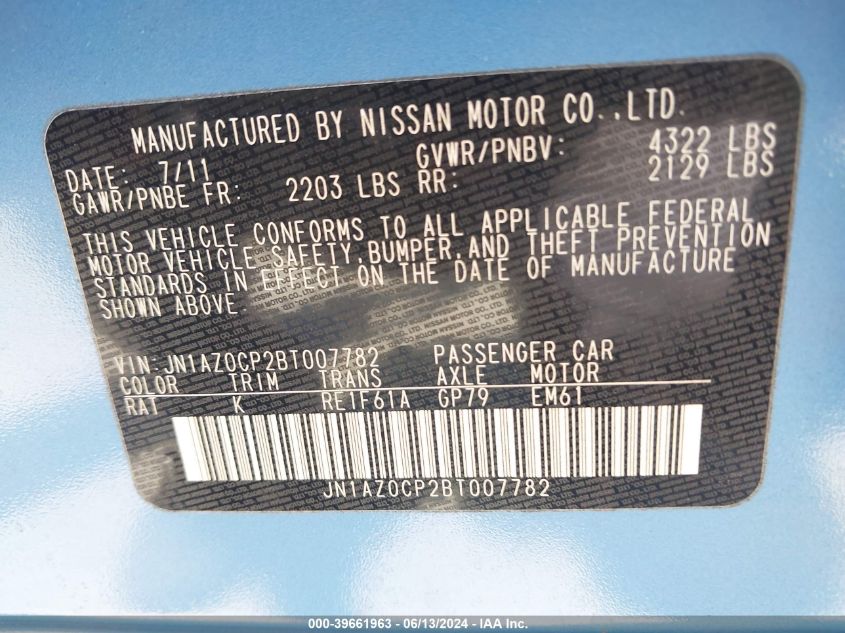 MANUFACTURED BY NISSAN MOTOR CO.,LTD.
DATE: 7/11 GVWR/PNBV: 4322 LBS
GAWR/PNBE FR: 2203 LBS RR: 2129 LBS
THIS VEHICLE CONFORMS TO ALL APPLICABLE FEDERAL
MOTOR VEHICLE SAFETY,BUMPER,AND THEFT PREVENTION
STANDARDS IN EFFECT ON THE DATE OF MANUFACTURE
SHOWN ABOVE.
VIN:JN1AZ0CP2BT007782 PASSENGER CAR
COLOR TRIM TRANS AXLE MOTOR
RAT K RE1F61A GP79 EM61
JN1AZ0CP2BT007782
000-39661963 - 06/13/2024 - IAA Inc.